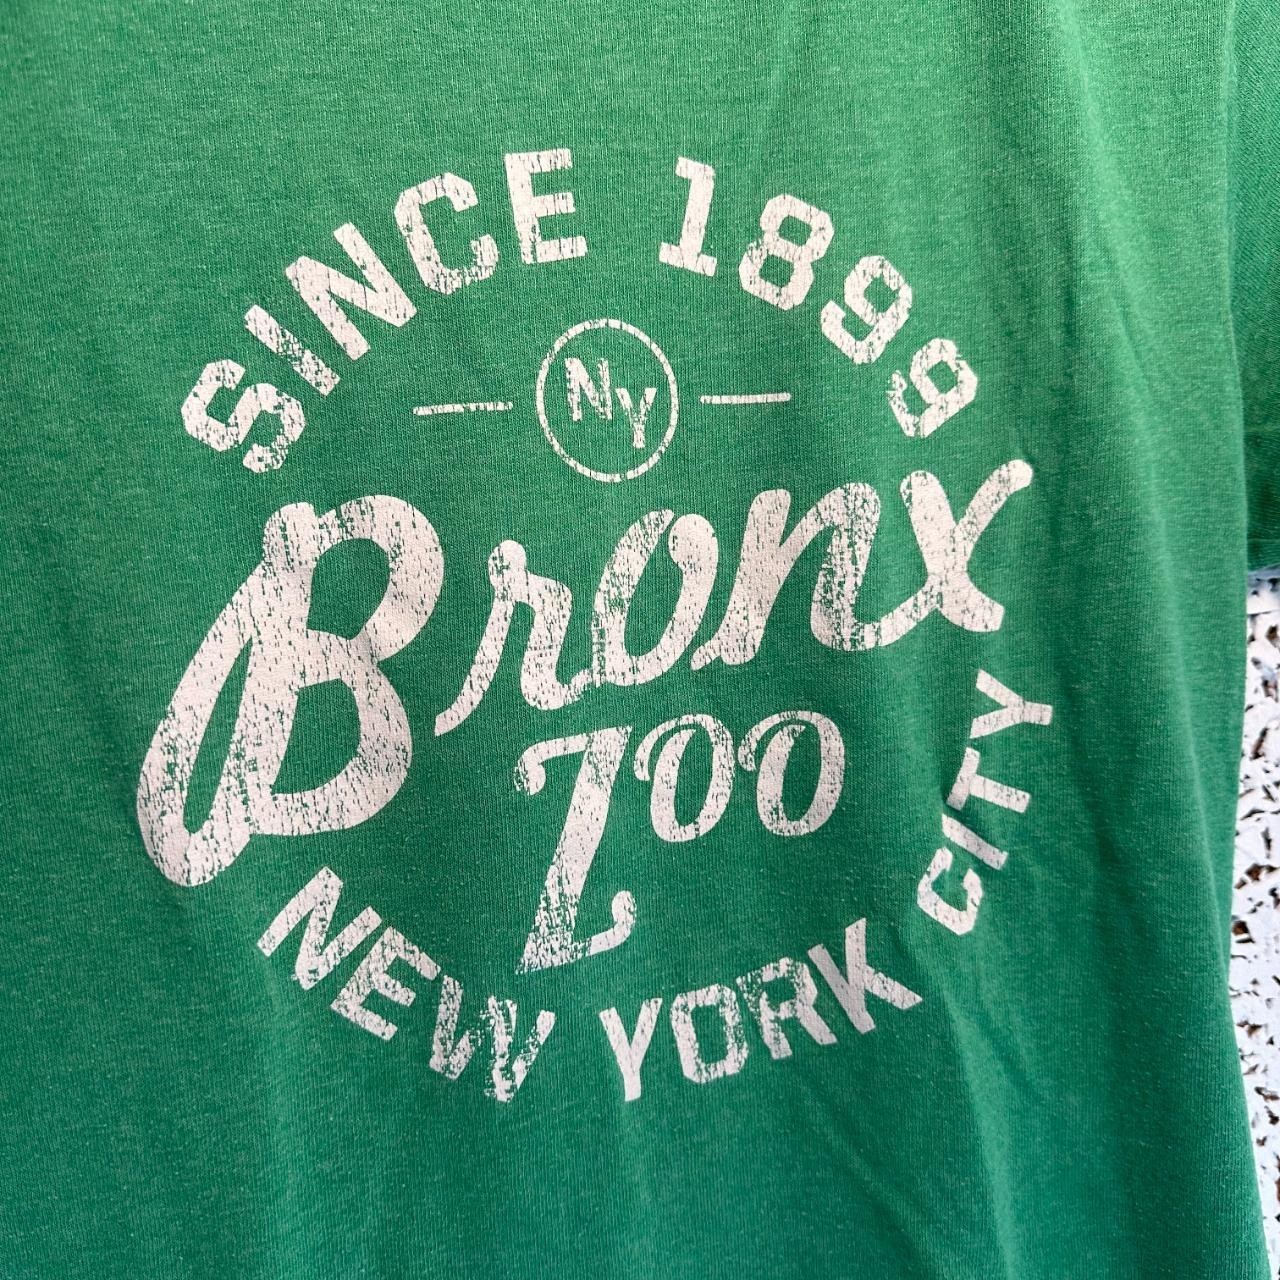 SINCE 1899
NY
Bronx
Zoo
NEW YORK CITY